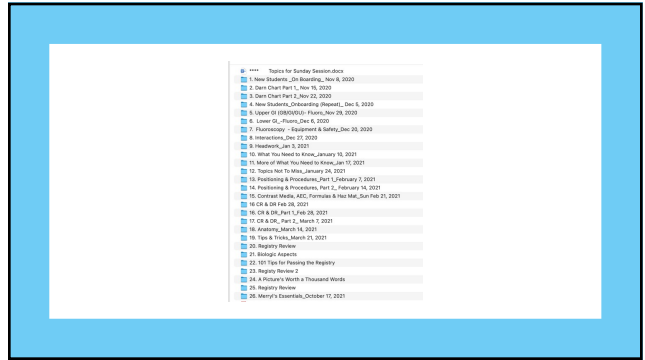 **** Topics for Sunday Session.docx
1. New Students _On Boarding_ Nov 8, 2020
2. Darn Chart Part 1_ Nov 15, 2020
3. Darn Chart Part 2_Nov 22, 2020
4. New Students_Onboarding (Repeat)_ Dec 5, 2020
5. Upper GI (GB/GI/GU)- Fluoro_Nov 29, 2020
6. Lower GI_-Fluoro_Dec 6, 2020
7. Fluoroscopy - Equipment & Safety_Dec 20, 2020
8. Interactions_Dec 27, 2020
9. Headwork_Jan 3, 2021
10. What You Need to Know_January 10, 2021
11. More of What You Need to Know_Jan 17, 2021
12. Topics Not To Miss_January 24, 2021
13. Positioning & Procedures_Part 1_February 7, 2021
14. Positioning & Procedures, Part 2_ February 14, 2021
15. Contrast Media, AEC, Formulas & Haz Mat_Sun Feb 21, 2021
16 CR & DR Feb 28, 2021
16. CR & DR_Part 1_Feb 28, 2021
17. CR & DR_ Part 2_ March 7, 2021
18. Anatomy_March 14, 2021
19. Tips & Tricks_March 21, 2021
20. Registry Review
21. Biologic Aspects
22. 101 Tips for Passing the Registry
23. Registy Review 2
24. A Picture's Worth a Thousand Words
25. Registry Review
26. Merryl's Essentials_October 17, 2021